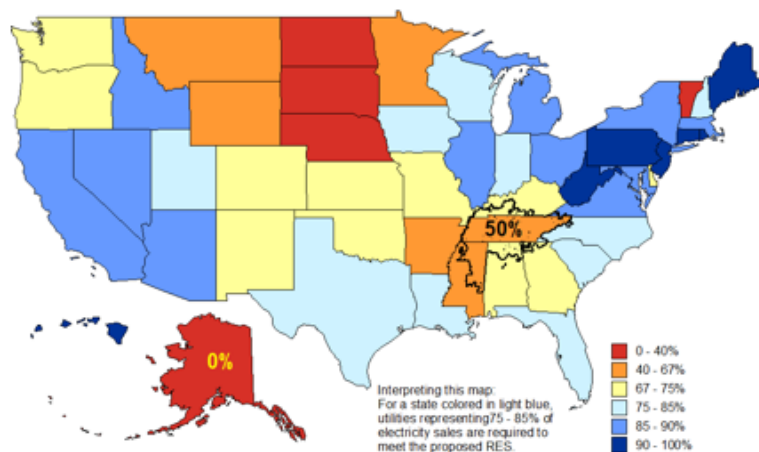 50%
0%
Interpreting this map:
For a state colored in light blue,
utilities representing75 - 85% of
electricity sales are required to
meet the proposed RES.
0 - 40%
40 - 67%
67 - 75%
75 - 85%
85 - 90%
90 - 100%